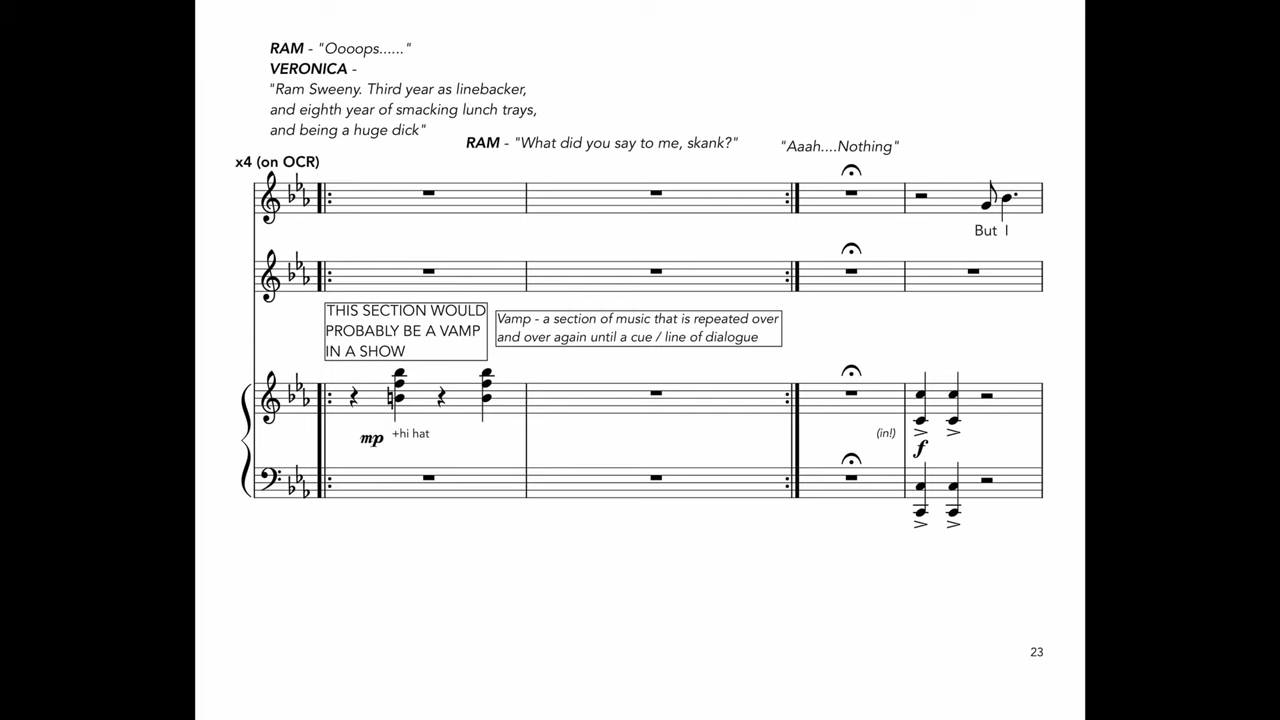 RAM - "Oooops......"
VERONICA -
"Ram Sweeny. Third year as linebacker,
and eighth year of smacking lunch trays,
and being a huge dick"
RAM - "What did you say to me, skank?"
"Aaah....Nothing"
x4 (on OCR)
But I
THIS SECTION WOULD
PROBABLY BE A VAMP
IN A SHOW
Vamp - a section of music that is repeated over
and over again until a cue / line of dialogue
mp
+hi hat
(in!)
f
23